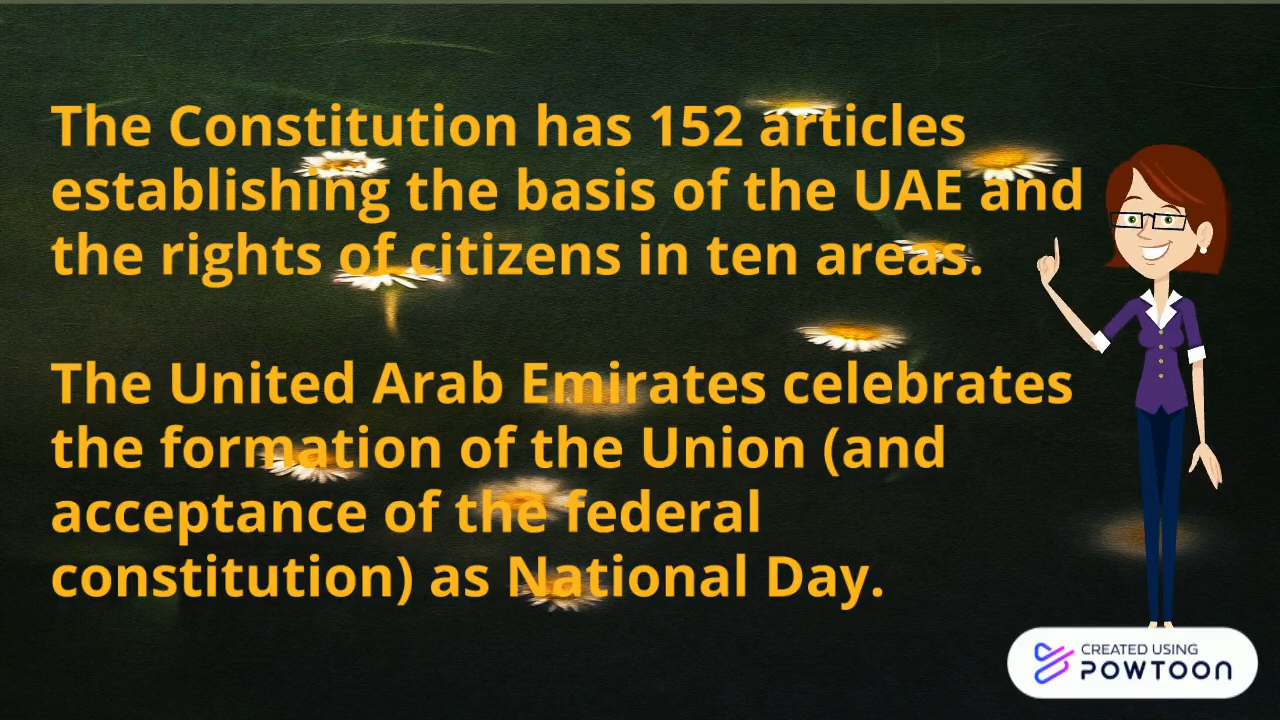 The Constitution has 152 articles
establishing the basis of the UAE and
the rights of citizens in ten areas.
The United Arab Emirates celebrates
the formation of the Union (and
acceptance of the federal
constitution) as National Day.
CREATED USING
POWTOON